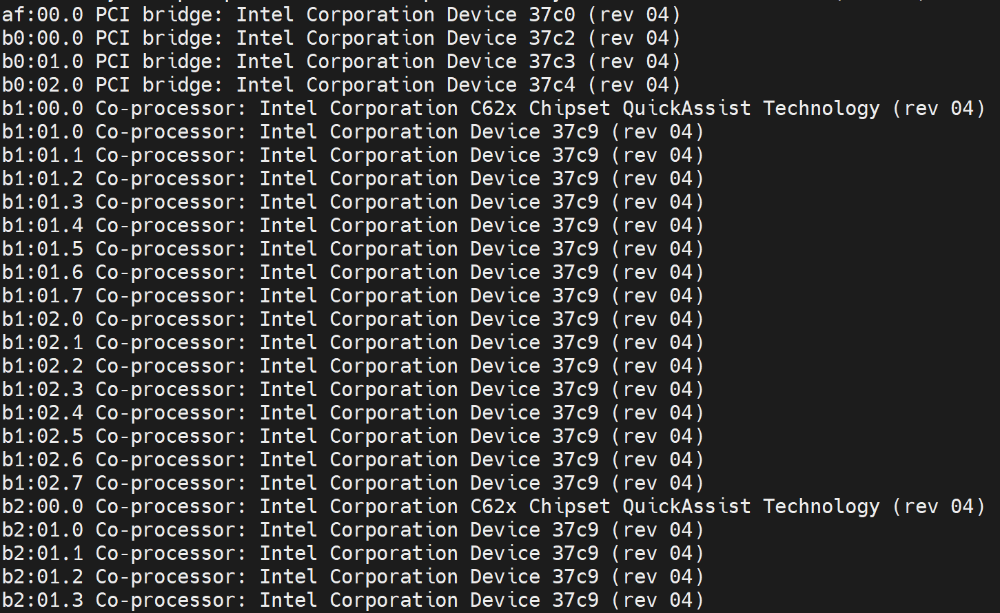 af:00.0 PCI bridge: Intel Corporation Device 37c0 (rev 04)
b0:00.0 PCI bridge: Intel Corporation Device 37c2 (rev 04)
b0:01.0 PCI bridge: Intel Corporation Device 37c3 (rev 04)
b0:02.0 PCI bridge: Intel Corporation Device 37c4 (rev 04)
b1:00.0 Co-processor: Intel Corporation C62x Chipset QuickAssist Technology (rev 04)
b1:01.0 Co-processor: Intel Corporation Device 37c9 (rev 04)
b1:01.1 Co-processor: Intel Corporation Device 37c9 (rev 04)
b1:01.2 Co-processor: Intel Corporation Device 37c9 (rev 04)
b1:01.3 Co-processor: Intel Corporation Device 37c9 (rev 04)
b1:01.4 Co-processor: Intel Corporation Device 37c9 (rev 04)
b1:01.5 Co-processor: Intel Corporation Device 37c9 (rev 04)
b1:01.6 Co-processor: Intel Corporation Device 37c9 (rev 04)
b1:01.7 Co-processor: Intel Corporation Device 37c9 (rev 04)
b1:02.0 Co-processor: Intel Corporation Device 37c9 (rev 04)
b1:02.1 Co-processor: Intel Corporation Device 37c9 (rev 04)
b1:02.2 Co-processor: Intel Corporation Device 37c9 (rev 04)
b1:02.3 Co-processor: Intel Corporation Device 37c9 (rev 04)
b1:02.4 Co-processor: Intel Corporation Device 37c9 (rev 04)
b1:02.5 Co-processor: Intel Corporation Device 37c9 (rev 04)
b1:02.6 Co-processor: Intel Corporation Device 37c9 (rev 04)
b1:02.7 Co-processor: Intel Corporation Device 37c9 (rev 04)
b2:00.0 Co-processor: Intel Corporation C62x Chipset QuickAssist Technology (rev 04)
b2:01.0 Co-processor: Intel Corporation Device 37c9 (rev 04)
b2:01.1 Co-processor: Intel Corporation Device 37c9 (rev 04)
b2:01.2 Co-processor: Intel Corporation Device 37c9 (rev 04)
b2:01.3 Co-processor: Intel Corporation Device 37c9 (rev 04)